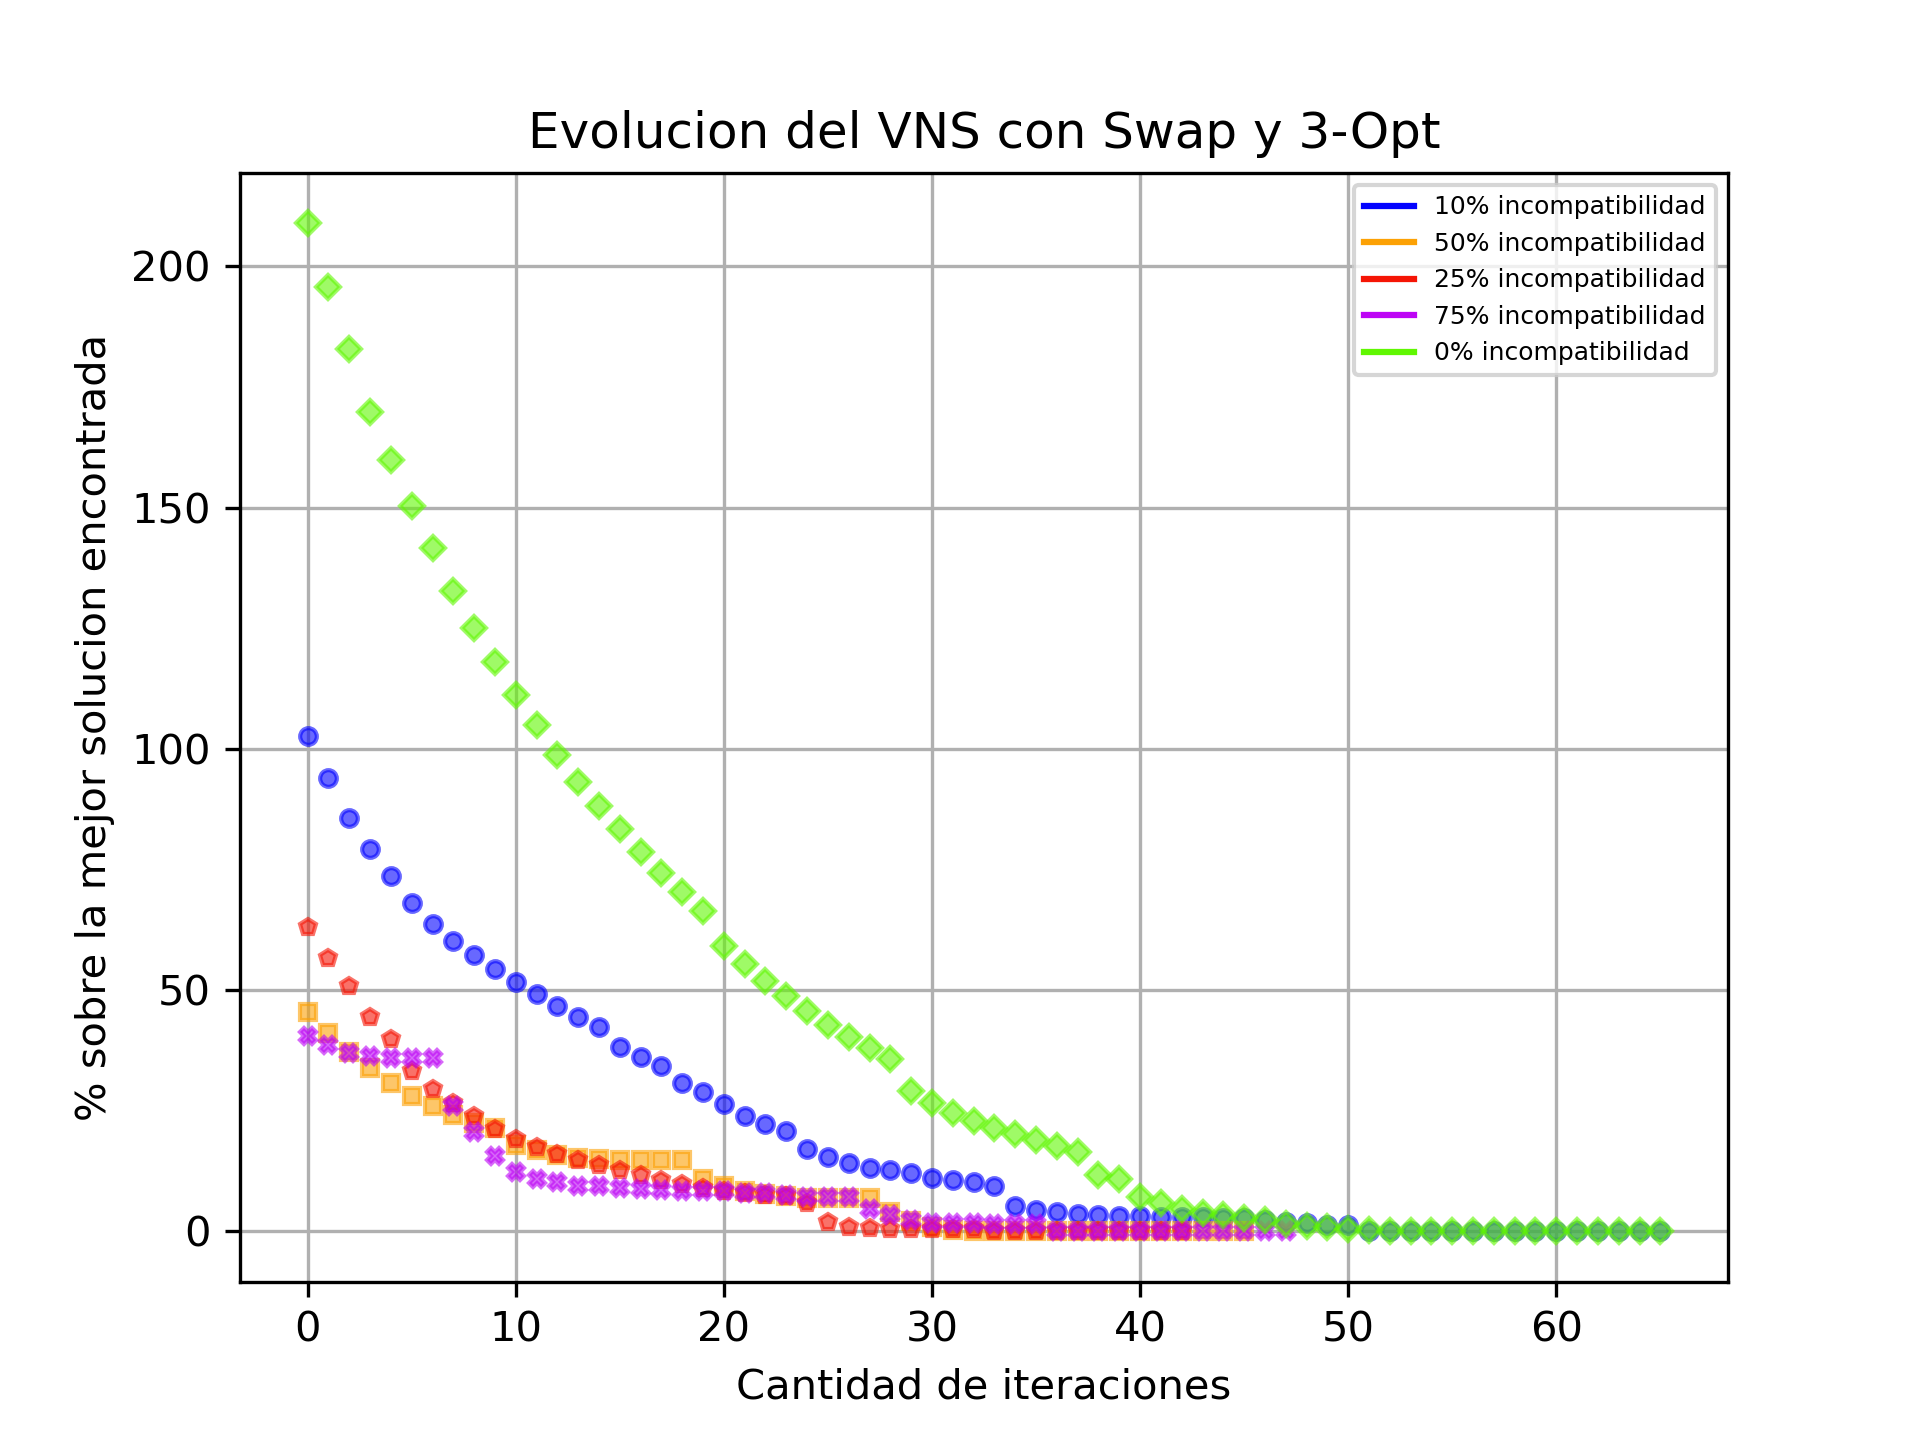 Evolucion del VNS con Swap y 3-Opt
10% incompatibilidad
50% incompatibilidad
25% incompatibilidad
75% incompatibilidad
0% incompatibilidad
% sobre la mejor solucion encontrada
200
150
100
50
0
0 10 20 30 40 50 60
Cantidad de iteraciones